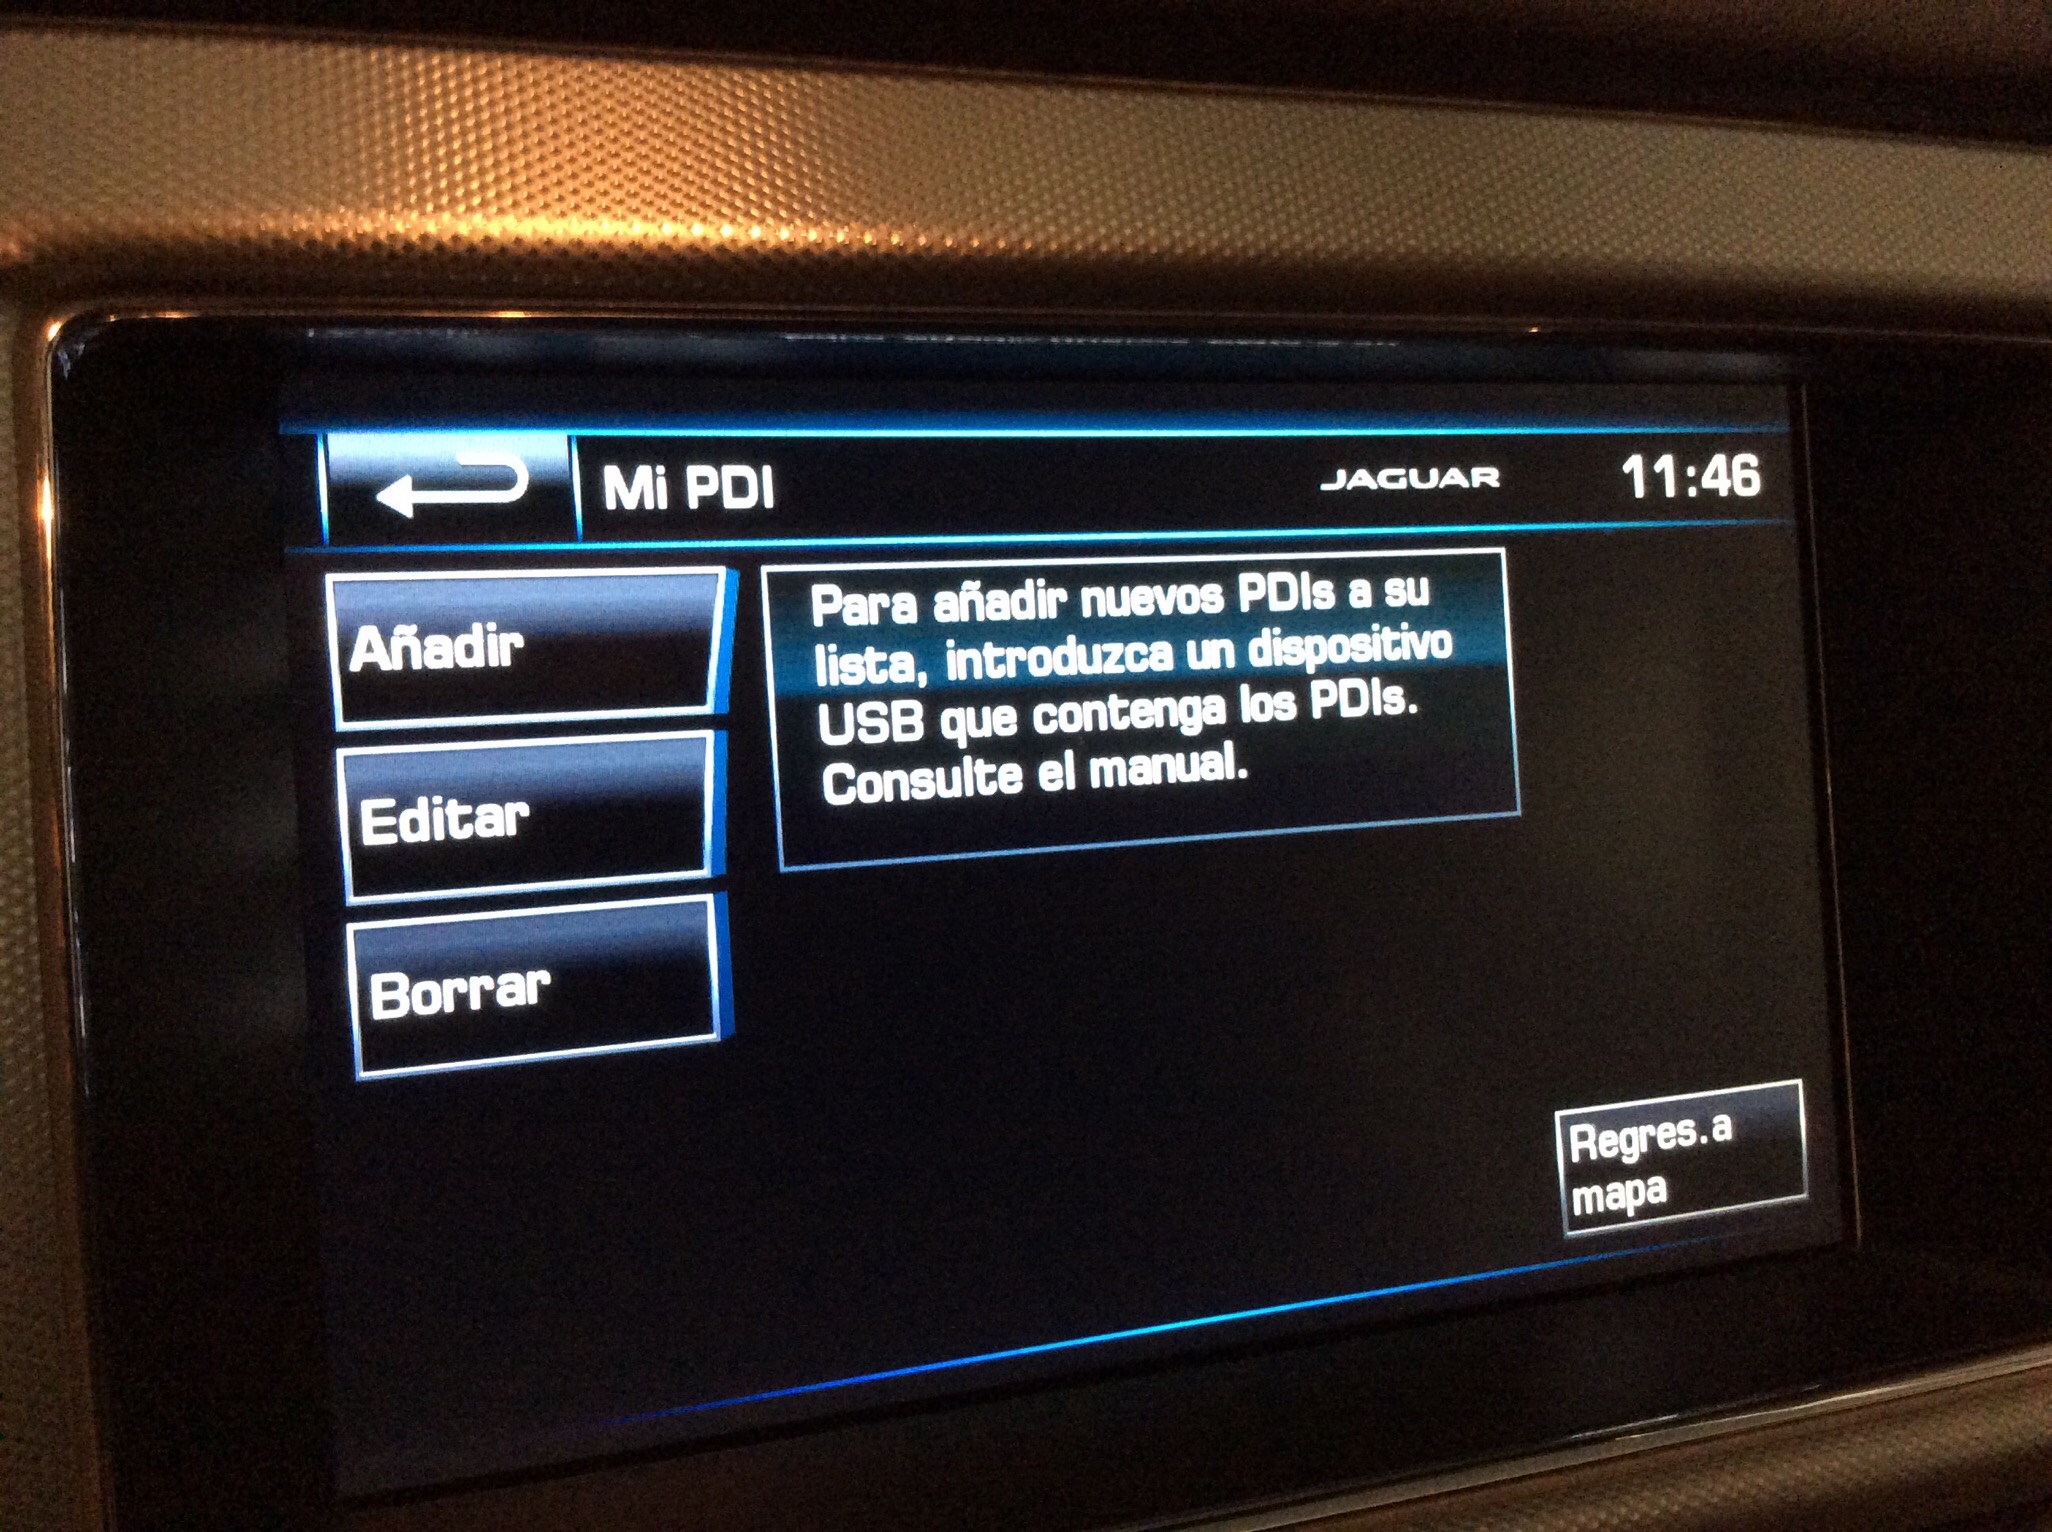 Mi PDI
JAGUAR
11:46
Añadir
Editar
Borrar
Para añadir nuevos PDIs a su
lista, introduzca un dispositivo
USB que contenga los PDIs.
Consulte el manual.
Regres.a
mapa